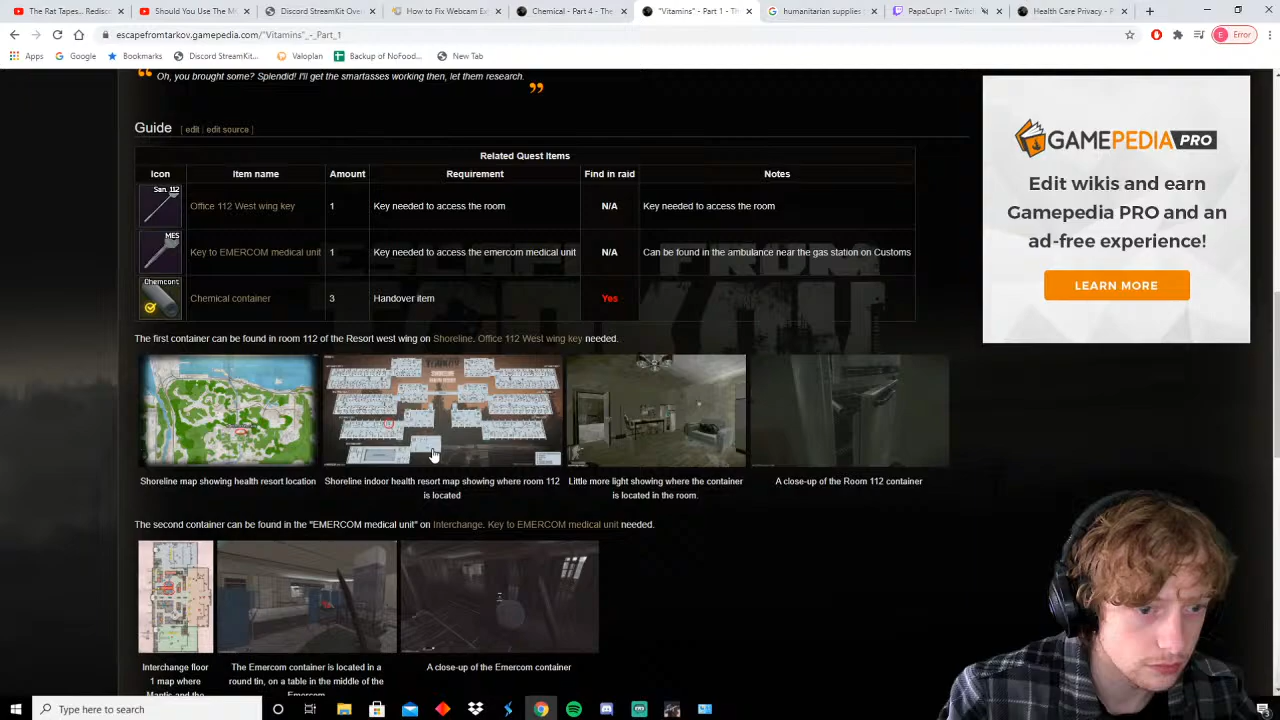 The Rat Tapes... Redisco
Should You Use The M
Discord StreamKit Over
How to Fix Webcam Ex
Chemical - Part 4 - The
"Vitamins" - Part 1 - Th
humanitarian supplies
PapaCupr1 - Twitch
Health Care Privacy - P
escapefromtarkov.gamepedia.com/"Vitamins"_-_Part_1
Error
Apps
Google
Bookmarks
Discord StreamKit...
Valoplan
Backup of NoFood...
New Tab
Oh, you brought some? Splendid! I'll get the smartasses working then, let them research.
Guide [ edit | edit source ]
Related Quest Items
Icon Item name Amount Requirement Find in raid Notes
San. 112
Office 112 West wing key 1 Key needed to access the room N/A Key needed to access the room
MES
Key to EMERCOM medical unit 1 Key needed to access the emercom medical unit N/A Can be found in the ambulance near the gas station on Customs
Chemcont
Chemical container 3 Handover item Yes
The first container can be found in room 112 of the Resort west wing on Shoreline. Office 112 West wing key needed.
Shoreline map showing health resort location
Shoreline indoor health resort map showing where room 112 is located
Little more light showing where the container is located in the room.
A close-up of the Room 112 container
The second container can be found in the "EMERCOM medical unit" on Interchange. Key to EMERCOM medical unit needed.
Interchange floor
1 map where
Mantis and the
The Emercom container is located in a
round tin, on a table in the middle of the
Emercom
A close-up of the Emercom container
GAMEPEDIA PRO
Edit wikis and earn
Gamepedia PRO and an
ad-free experience!
LEARN MORE
Type here to search